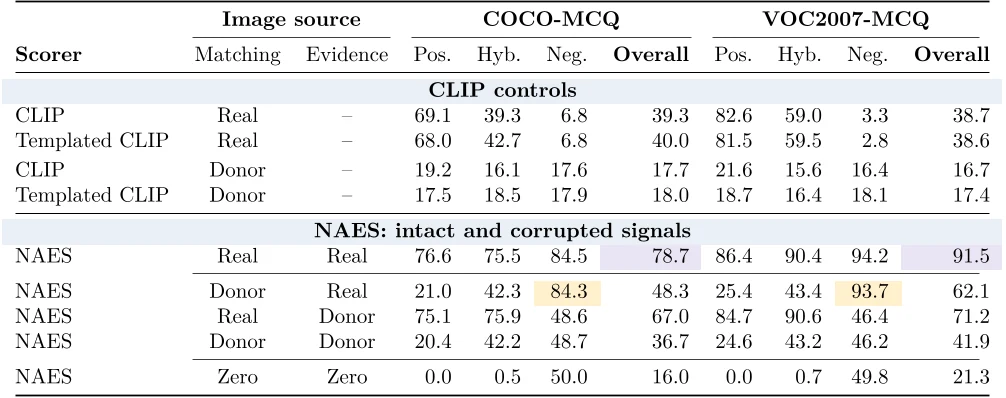 Image source COCO-MCQ VOC2007-MCQ
Scorer Matching Evidence Pos. Hyb. Neg. Overall Pos. Hyb. Neg. Overall
CLIP controls
CLIP Real – 69.1 39.3 6.8 39.3 82.6 59.0 3.3 38.7
Templated CLIP Real – 68.0 42.7 6.8 40.0 81.5 59.5 2.8 38.6
CLIP Donor – 19.2 16.1 17.6 17.7 21.6 15.6 16.4 16.7
Templated CLIP Donor – 17.5 18.5 17.9 18.0 18.7 16.4 18.1 17.4
NAES: intact and corrupted signals
NAES Real Real 76.6 75.5 84.5 78.7 86.4 90.4 94.2 91.5
NAES Donor Real 21.0 42.3 84.3 48.3 25.4 43.4 93.7 62.1
NAES Real Donor 75.1 75.9 48.6 67.0 84.7 90.6 46.4 71.2
NAES Donor Donor 20.4 42.2 48.7 36.7 24.6 43.2 46.2 41.9
NAES Zero Zero 0.0 0.5 50.0 16.0 0.0 0.7 49.8 21.3